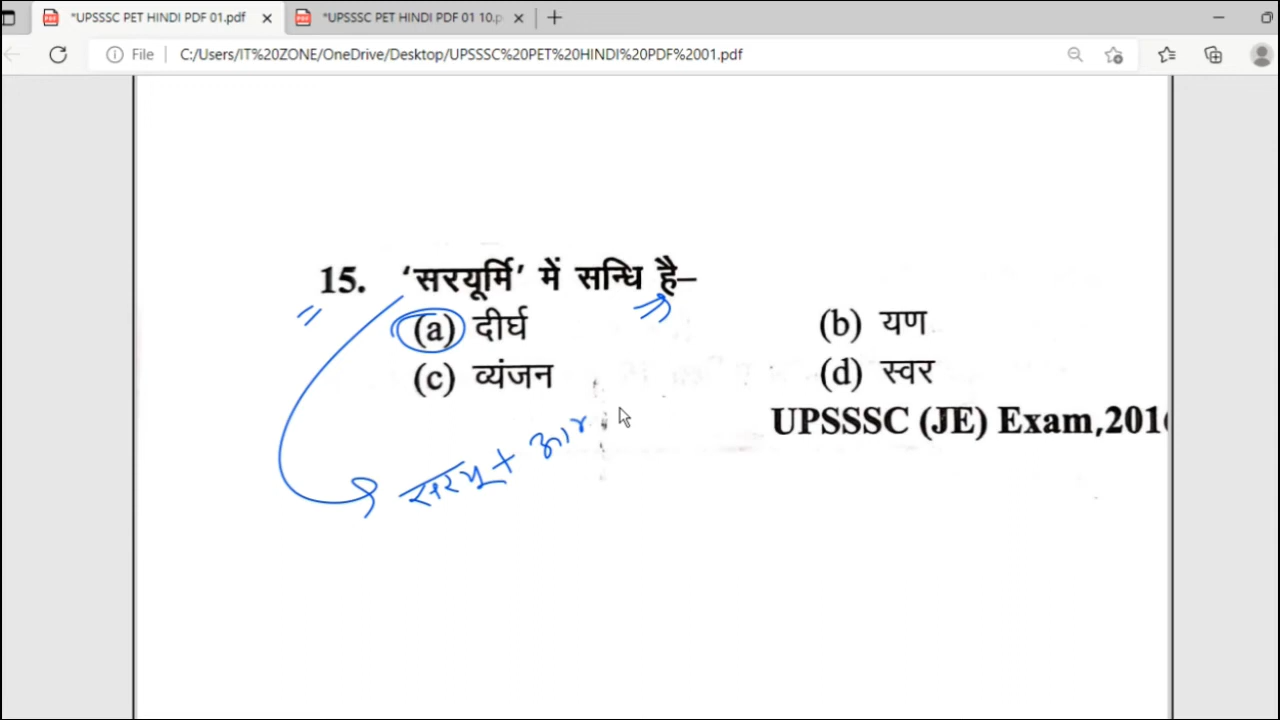 *UPSSSC PET HINDI PDF 01.pdf
*UPSSSC PET HINDI PDF 01 10.p
File C:/Users/IT%20ZONE/OneDrive/Desktop/UPSSSC%20PET%20HINDI%20PDF%2001.pdf
15. ‘सरयूर्मि’ में सन्धि है–
(a) दीर्घ (b) यण
(c) व्यंजन (d) स्वर
UPSSSC (JE) Exam,201
सरयू +